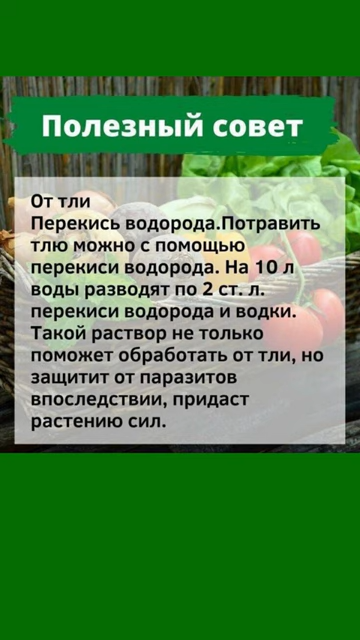 Полезный совет
От тли
Перекись водорода.Потравить
тлю можно с помощью
перекиси водорода. На 10 л
воды разводят по 2 ст. л.
перекиси водорода и водки.
Такой раствор не только
поможет обработать от тли, но
защитит от паразитов
впоследствии, придаст
растению сил.